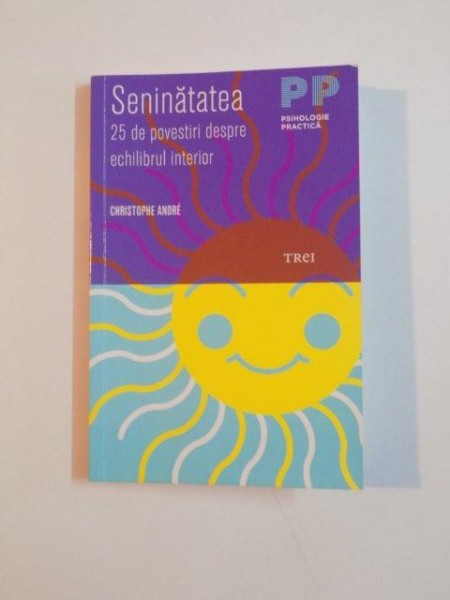 Seninătatea
25 de povestiri despre
echilibrul interior
CHRISTOPHE ANDRÉ
PP
PSIHOLOGIE
PRACTICĂ
TREI